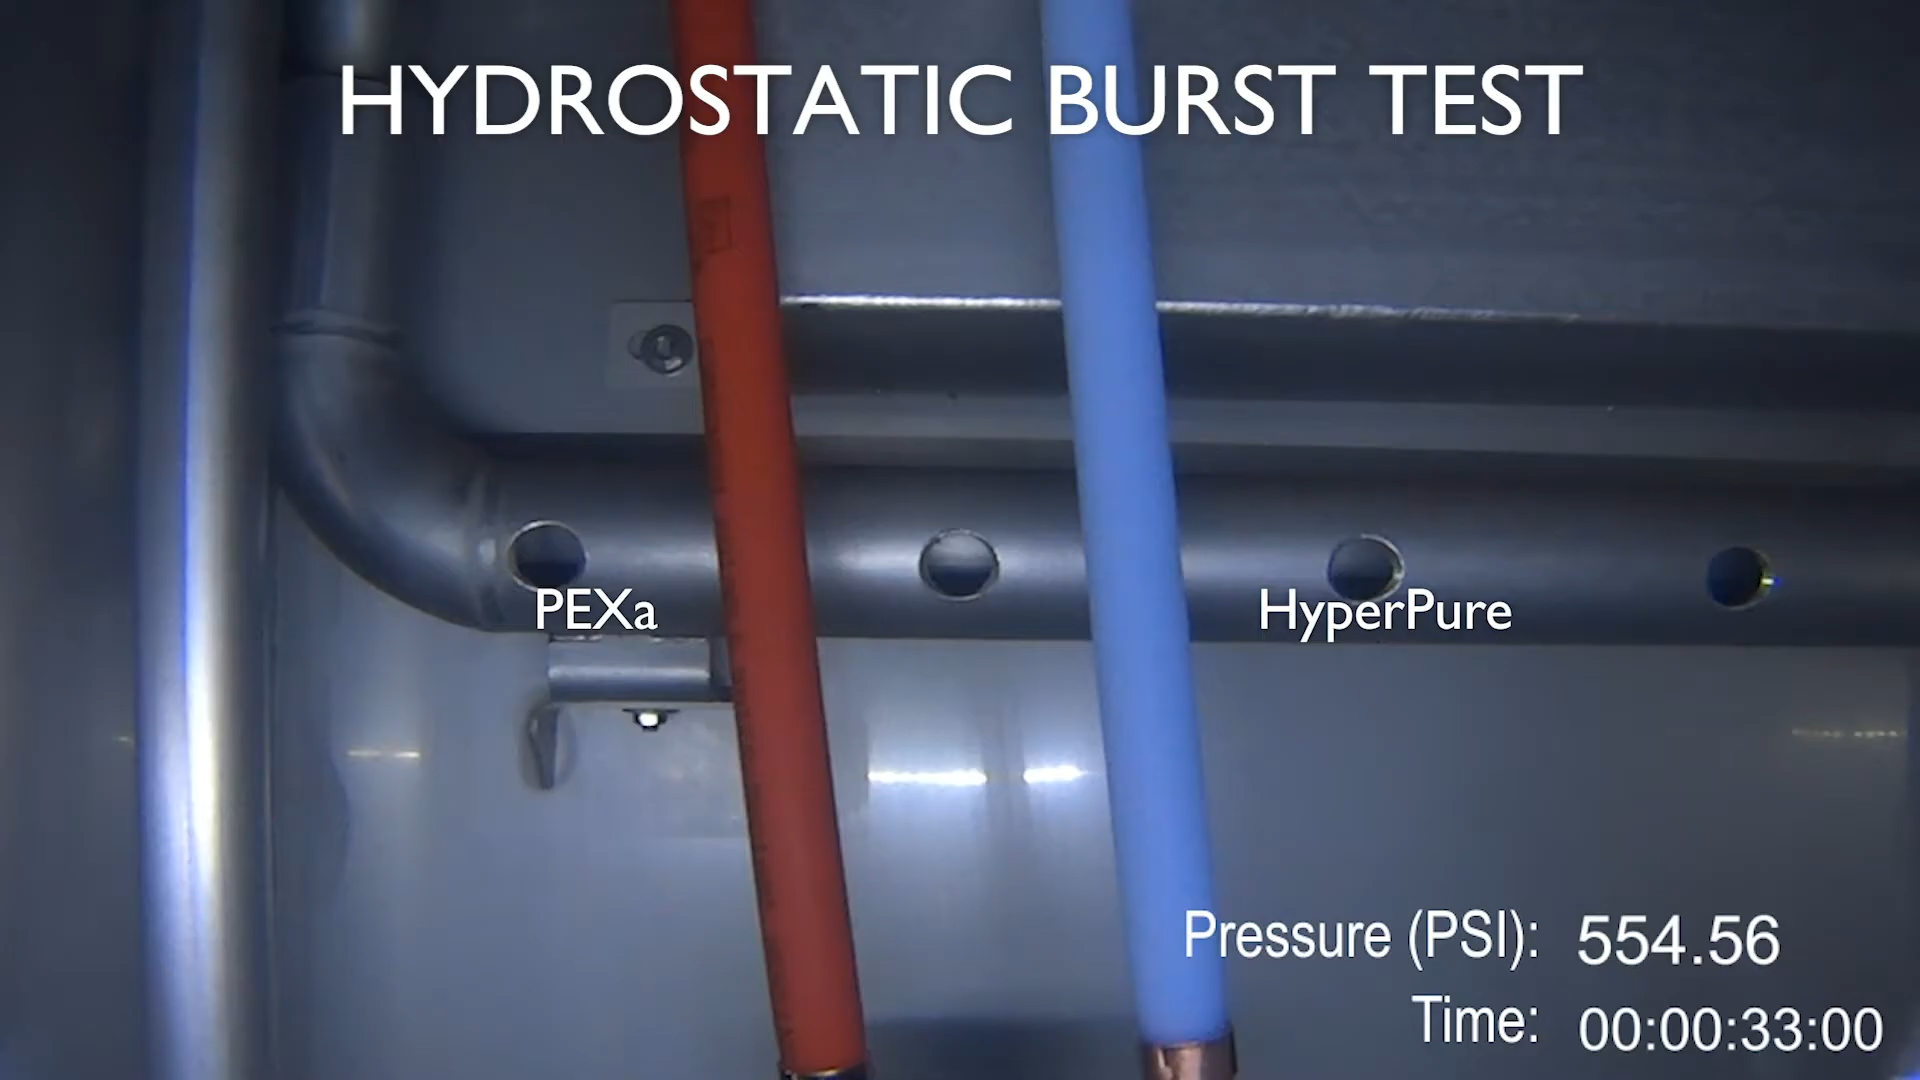 HYDROSTATIC BURST TEST
PEXa
HyperPure
Pressure (PSI): 554.56
Time: 00:00:33:00